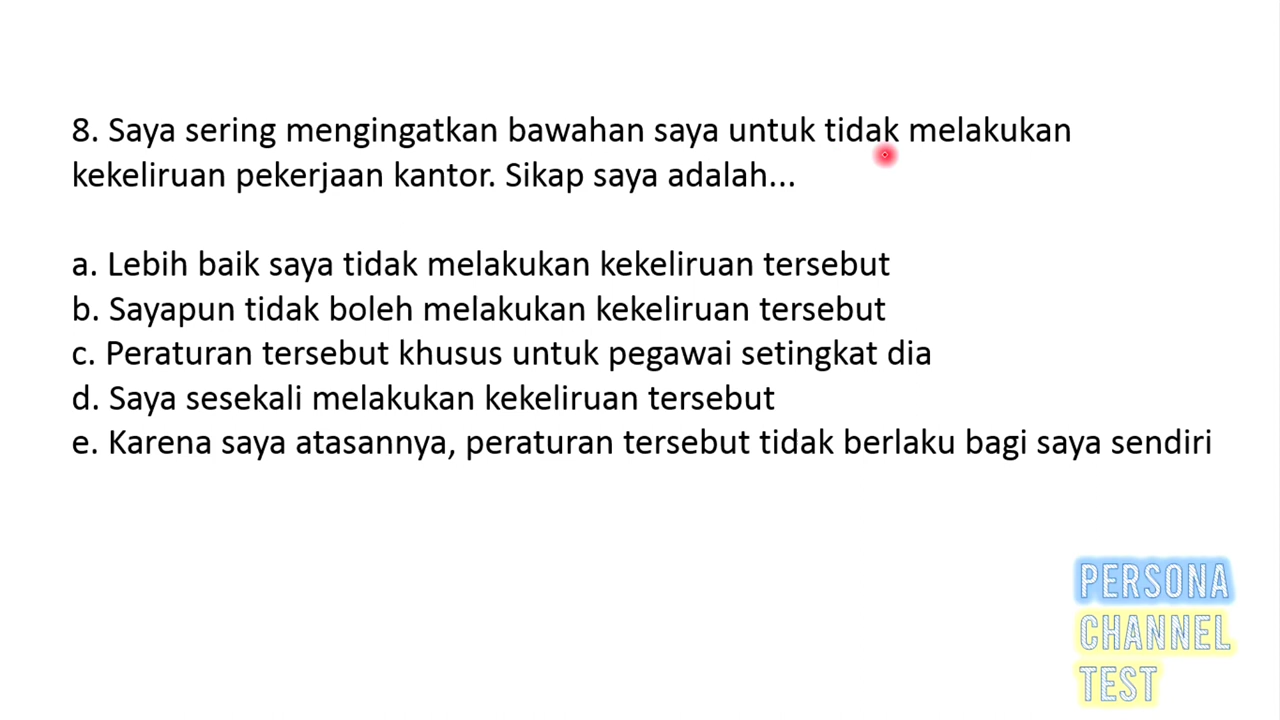 8. Saya sering mengingatkan bawahan saya untuk tidak melakukan
kekeliruan pekerjaan kantor. Sikap saya adalah...
a. Lebih baik saya tidak melakukan kekeliruan tersebut
b. Sayapun tidak boleh melakukan kekeliruan tersebut
c. Peraturan tersebut khusus untuk pegawai setingkat dia
d. Saya sesekali melakukan kekeliruan tersebut
e. Karena saya atasannya, peraturan tersebut tidak berlaku bagi saya sendiri
PERSONA
CHANNEL
TEST